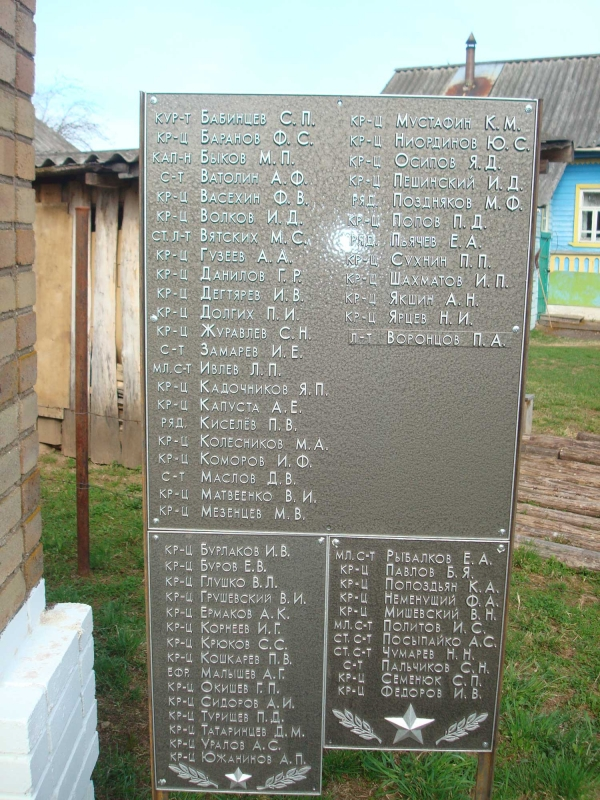 КУР-Т БАБИНЦЕВ С.П.
КР-Ц БАРАНОВ Ф.С.
КАП-Н БЫКОВ М.П.
С-Т ВАТОЛИН А.Ф.
КР-Ц ВАСЕХИН Ф.В.
КР-Ц ВОЛКОВ И.Д.
СТ.Л-Т ВЯТСКИХ М.С.
КР-Ц ГУЗЕЕВ А.А.
КР-Ц ДАНИЛОВ Г.Р.
КР-Ц ДЕГТЯРЕВ И.В.
КР-Ц ДОЛГИХ П.И.
КР-Ц ЖУРАВЛЕВ С.Н.
С-Т ЗАМАРЕВ И.Е.
МЛ.С-Т ИВЛЕВ Л.П.
КР-Ц КАДОЧНИКОВ Я.П.
КР-Ц КАПУСТА А.Е.
РЯД. КИСЕЛЁВ П.В.
КР-Ц КОЛЕСНИКОВ М.А.
КР-Ц КОМОРОВ И.Ф.
С-Т МАСЛОВ Д.В.
КР-Ц МАТВЕЕНКО В.И.
КР-Ц МЕЗЕНЦЕВ М.В.
КР-Ц МУСТАФИН К.М.
КР-Ц НИОРДИНОВ Ю.С.
КР-Ц ОСИПОВ Я.Д.
КР-Ц ПЕШИНСКИЙ И.Д.
РЯД. ПОЗДНЯКОВ М.Ф.
КР-Ц ПОПОВ П.Д.
РЯД. ПЬЯЧЕВ Е.А.
КР-Ц СУХНИН П.П.
КР-Ц ШАХМАТОВ И.П.
КР-Ц ЯКШИН А.Н.
КР-Ц ЯРЦЕВ Н.И.
Л-Т ВОРОНЦОВ П.А.
КР-Ц БУРЛАКОВ И.В.
КР-Ц БУРОВ Е.В.
КР-Ц ГЛУШКО В.Л.
КР-Ц ГРУШЕВСКИЙ В.И.
КР-Ц ЕРМАКОВ А.К.
КР-Ц КОРНЕЕВ И.Г.
КР-Ц КРЮКОВ С.С.
КР-Ц КОШКАРЕВ П.В.
ЕФР. МАЛЫШЕВ А.Г.
КР-Ц ОКИШЕВ Г.П.
КР-Ц СИДОРОВ А.И.
КР-Ц ТУРИЩЕВ П.Д.
КР-Ц ТАТАРИНЦЕВ Д.М.
КР-Ц УРАЛОВ А.С.
КР-Ц ЮЖАНИНОВ А.П.
МЛ.С-Т РЫБАЛКОВ Е.А.
КР-Ц ПАВЛОВ Б.Я.
КР-Ц ПОПОЗДЬЯН К.А.
КР-Ц НЕМЕНУЩИЙ Ф.А.
КР-Ц МИШЕВСКИЙ В.Н.
МЛ.С-Т ПОЛИТОВ И.С.
СТ.С-Т ПОСЫПАЙКО А.С.
СТ.С-Т ЧУМАРЕВ Н.Н.
С-Т ПАЛЬЧИКОВ С.Н.
КР-Ц СЕМЕНЮК С.П.
КР-Ц ФЕДОРОВ И.В.